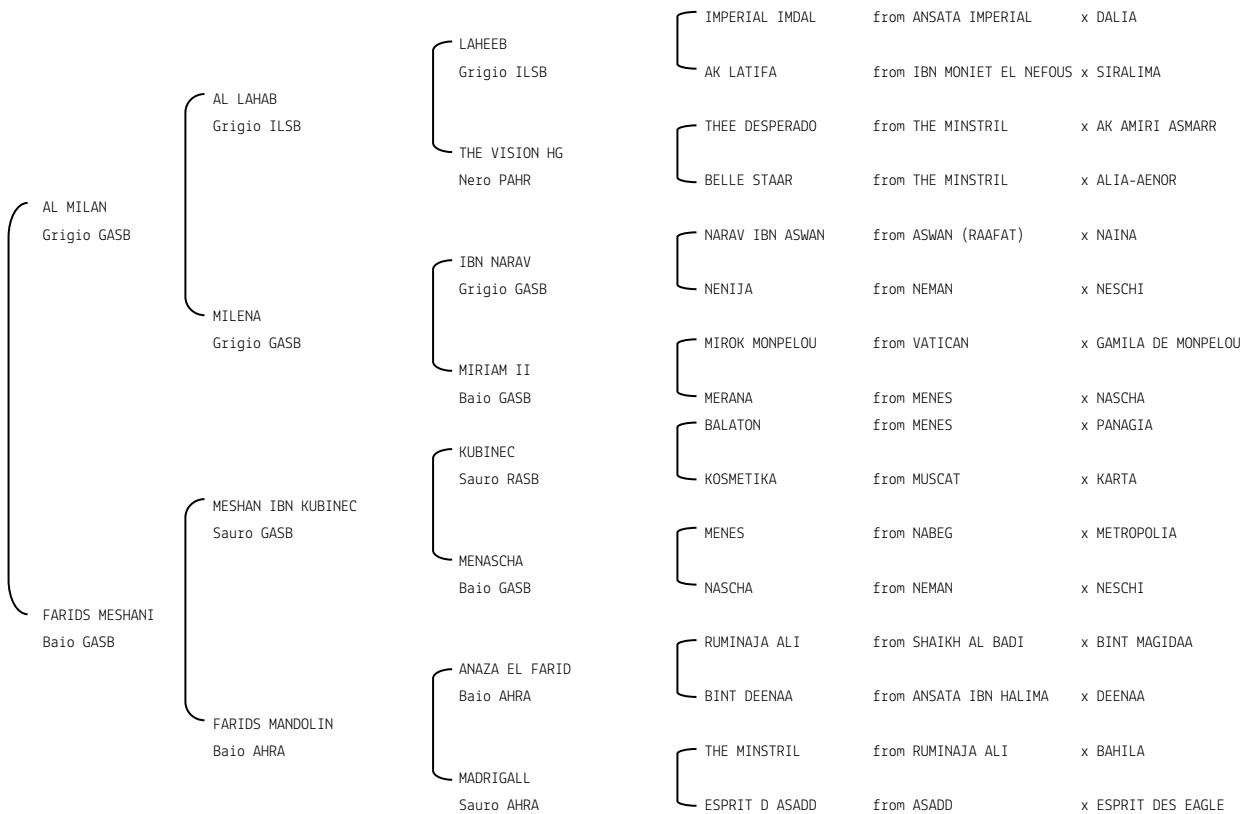 IMPERIAL IMDAL from ANSATA IMPERIAL x DALIA
LAHEEB
Grigio ILSB AK LATIFA from IBN MONIET EL NEFOUS x SIRALIMA
AL LAHAB
Grigio ILSB THEE DESPERADO from THE MINSTRIL x AK AMIRI ASMARR
THE VISION HG
Nero PAHR BELLE STAAR from THE MINSTRIL x ALIA-AENOR
AL MILAN
Grigio GASB NARAV IBN ASWAN from ASWAN (RAAFAT) x NAINA
IBN NARAV
Grigio GASB NENIJA from NEMAN x NESCHI
MILENA
Grigio GASB MIROK MONPELOU from VATICAN x GAMILA DE MONPELOU
MIRIAM II
Baio GASB MERANA from MENES x NASCHA
BALATON from MENES x PANAGIA
KUBINEC
Sauro RASB KOSMETIKA from MUSCAT x KARTA
MESHAN IBN KUBINEC
Sauro GASB MENES from NABEG x METROPOLIA
MENASCHA
Baio GASB NASCHA from NEMAN x NESCHI
FARIDS MESHANI
Baio GASB RUMINAJA ALI from SHAIKH AL BADI x BINT MAGIDAA
ANAZA EL FARID
Baio AHRA BINT DEENAA from ANSATA IBN HALIMA x DEENAA
FARIDS MANDOLIN
Baio AHRA THE MINSTRIL from RUMINAJA ALI x BAHILA
MADRIGALL
Sauro AHRA ESPRIT D ASADD from ASADD x ESPRIT DES EAGLE